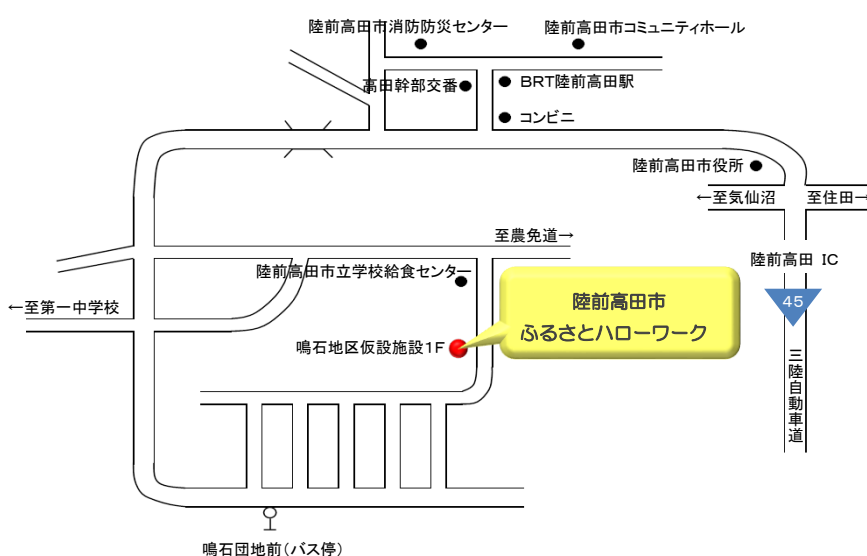 陸前高田市消防防災センター
陸前高田市コミュニティホール
高田幹部交番
BRT陸前高田駅
コンビニ
陸前高田市役所
←至気仙沼
至住田→
至農免道→
陸前高田 IC
陸前高田市立学校給食センター
陸前高田市
ふるさとハローワーク
45
←至第一中学校
鳴石地区仮設施設1F
三陸自動車道
鳴石団地前(バス停)